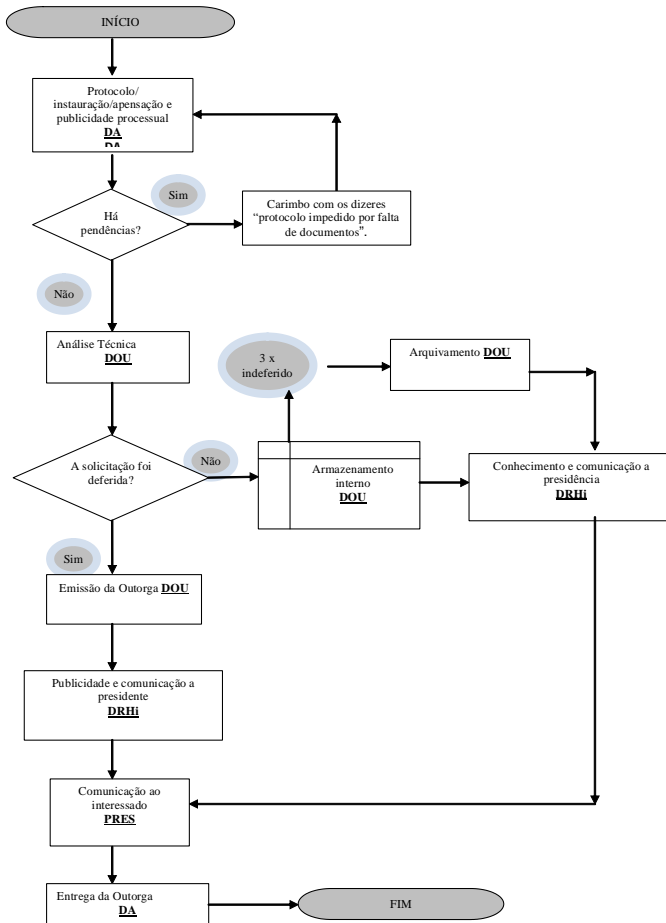 INÍCIO
Protocolo/
instauração/apensação e
publicidade processual
DA
DA
Sim
Há
pendências?
Carimbo com os dizeres
“protocolo impedido por falta
de documentos”.
Não
Análise Técnica
DOU
3 x
indeferido
Arquivamento DOU
A solicitação foi
deferida?
Não
Armazenamento
interno
DOU
Conhecimento e comunicação a
presidência
DRHi
Sim
Emissão da Outorga DOU
Publicidade e comunicação a
presidente
DRHi
Comunicação ao
interessado
PRES
Entrega da Outorga
DA
FIM